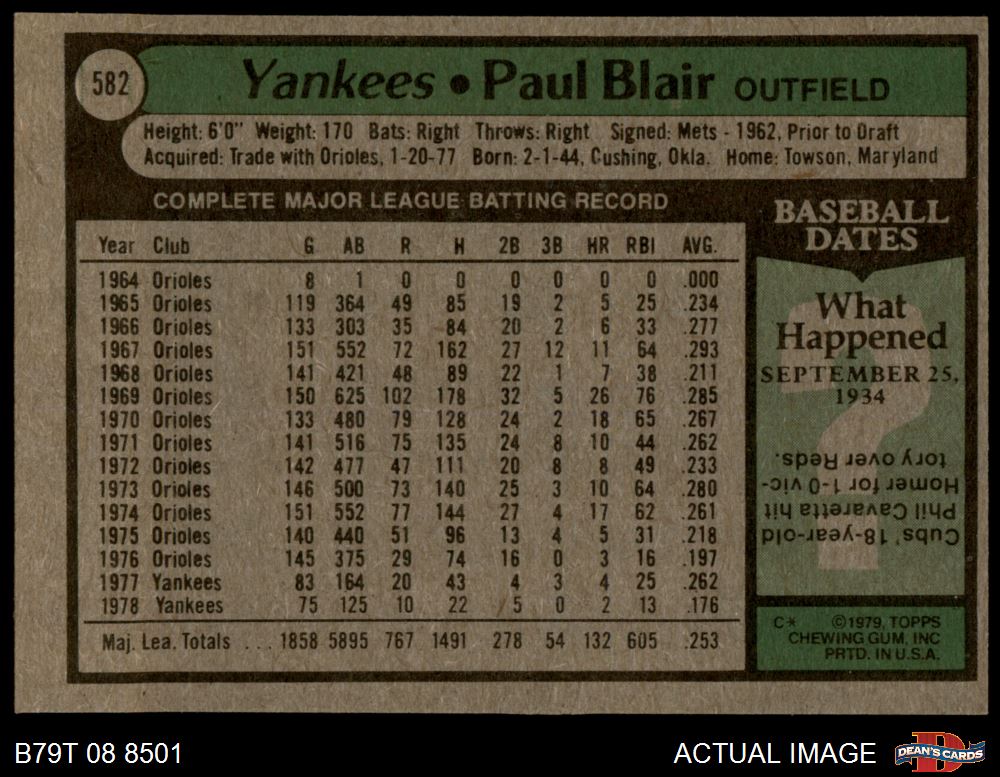 582
Yankees • Paul Blair OUTFIELD
Height: 6'0" Weight: 170 Bats: Right Throws: Right Signed: Mets - 1962, Prior to Draft
Acquired: Trade with Orioles, 1-20-77 Born: 2-1-44, Cushing, Okla. Home: Towson, Maryland
COMPLETE MAJOR LEAGUE BATTING RECORD
Year Club G AB R H 2B 3B HR RBI AVG.
1964 Orioles 8 1 0 0 0 0 0 0 .000
1965 Orioles 119 364 49 85 19 2 5 25 .234
1966 Orioles 133 303 35 84 20 2 6 33 .277
1967 Orioles 151 552 72 162 27 12 11 64 .293
1968 Orioles 141 421 48 89 22 1 7 38 .211
1969 Orioles 150 625 102 178 32 5 26 76 .285
1970 Orioles 133 480 79 128 24 2 18 65 .267
1971 Orioles 141 516 75 135 24 8 10 44 .262
1972 Orioles 142 477 47 111 20 8 8 49 .233
1973 Orioles 146 500 73 140 25 3 10 64 .280
1974 Orioles 151 552 77 144 27 4 17 62 .261
1975 Orioles 140 440 51 96 13 4 5 31 .218
1976 Orioles 145 375 29 74 16 0 3 16 .197
1977 Yankees 83 164 20 43 4 3 4 25 .262
1978 Yankees 75 125 10 22 5 0 2 13 .176
Maj. Lea. Totals . . . 1858 5895 767 1491 278 54 132 605 .253
BASEBALL
DATES
What
Happened
SEPTEMBER 25,
1934
Cubs' 18-year-old
Phil Cavaretta hit
Homer for 1-0 vic-
tory over Reds.
C* ©1979, TOPPS
CHEWING GUM, INC
PRTD. IN U.S.A.
B79T 08 8501
ACTUAL IMAGE
D
DEAN'S CARDS